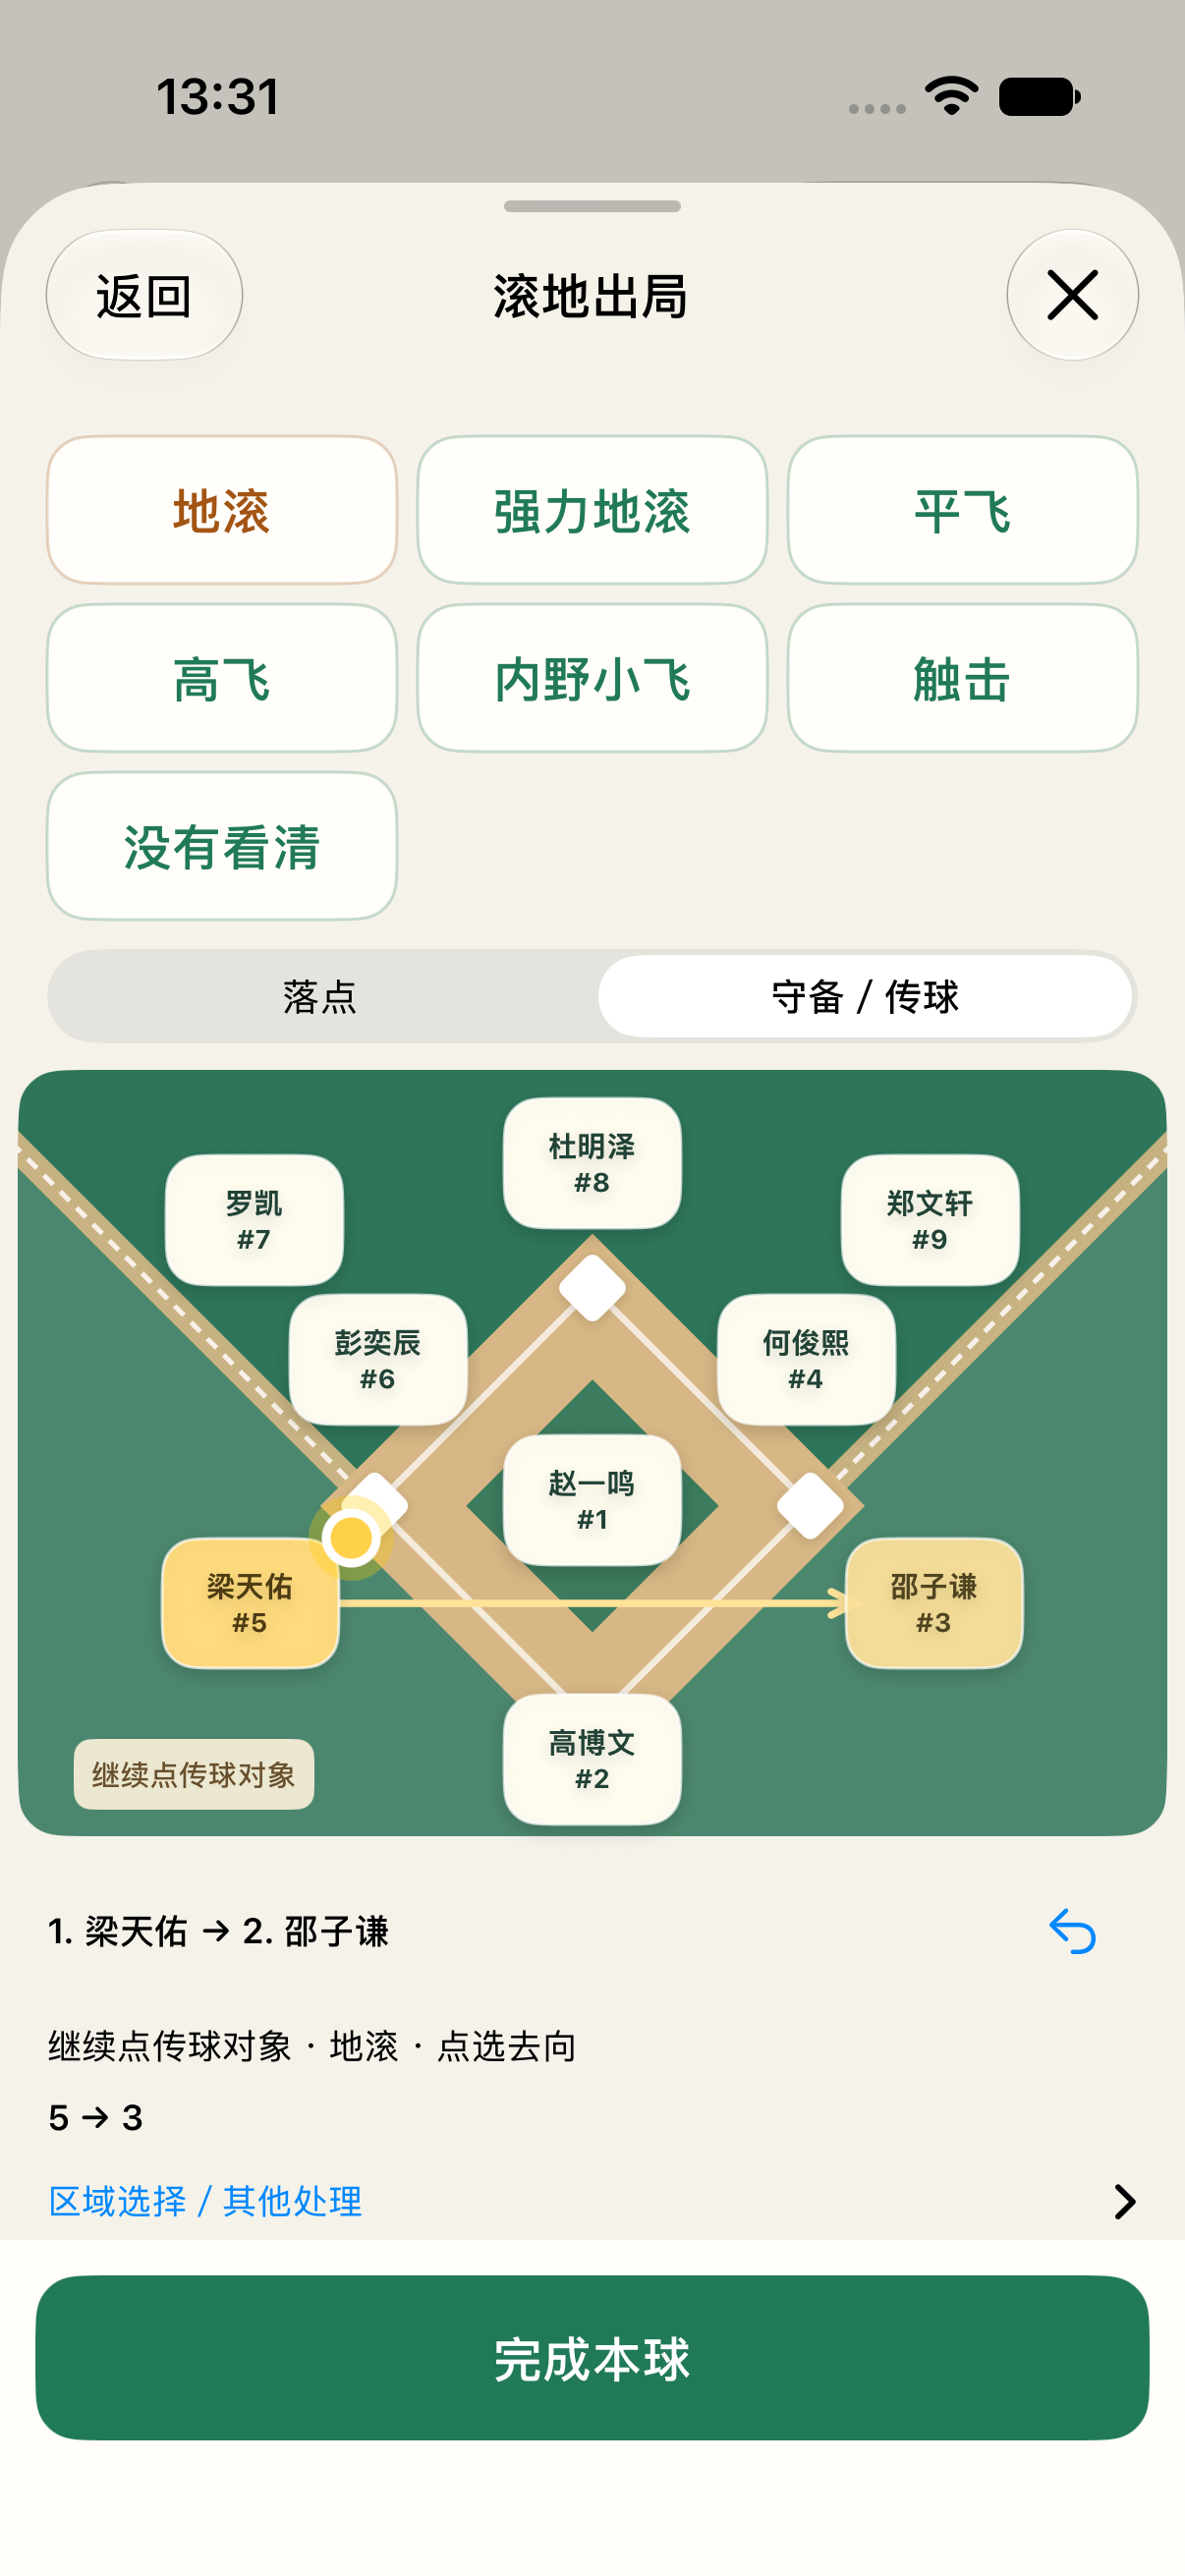 13:31
返回
滚地出局
地滚
强力地滚
平飞
高飞
内野小飞
触击
没有看清
落点
守备 / 传球
杜明泽
#8
罗凯
#7
郑文轩
#9
彭奕辰
#6
何俊熙
#4
赵一鸣
#1
梁天佑
#5
邵子谦
#3
高博文
#2
继续点传球对象
1. 梁天佑 → 2. 邵子谦
继续点传球对象 · 地滚 · 点选去向
5 → 3
区域选择 / 其他处理
完成本球